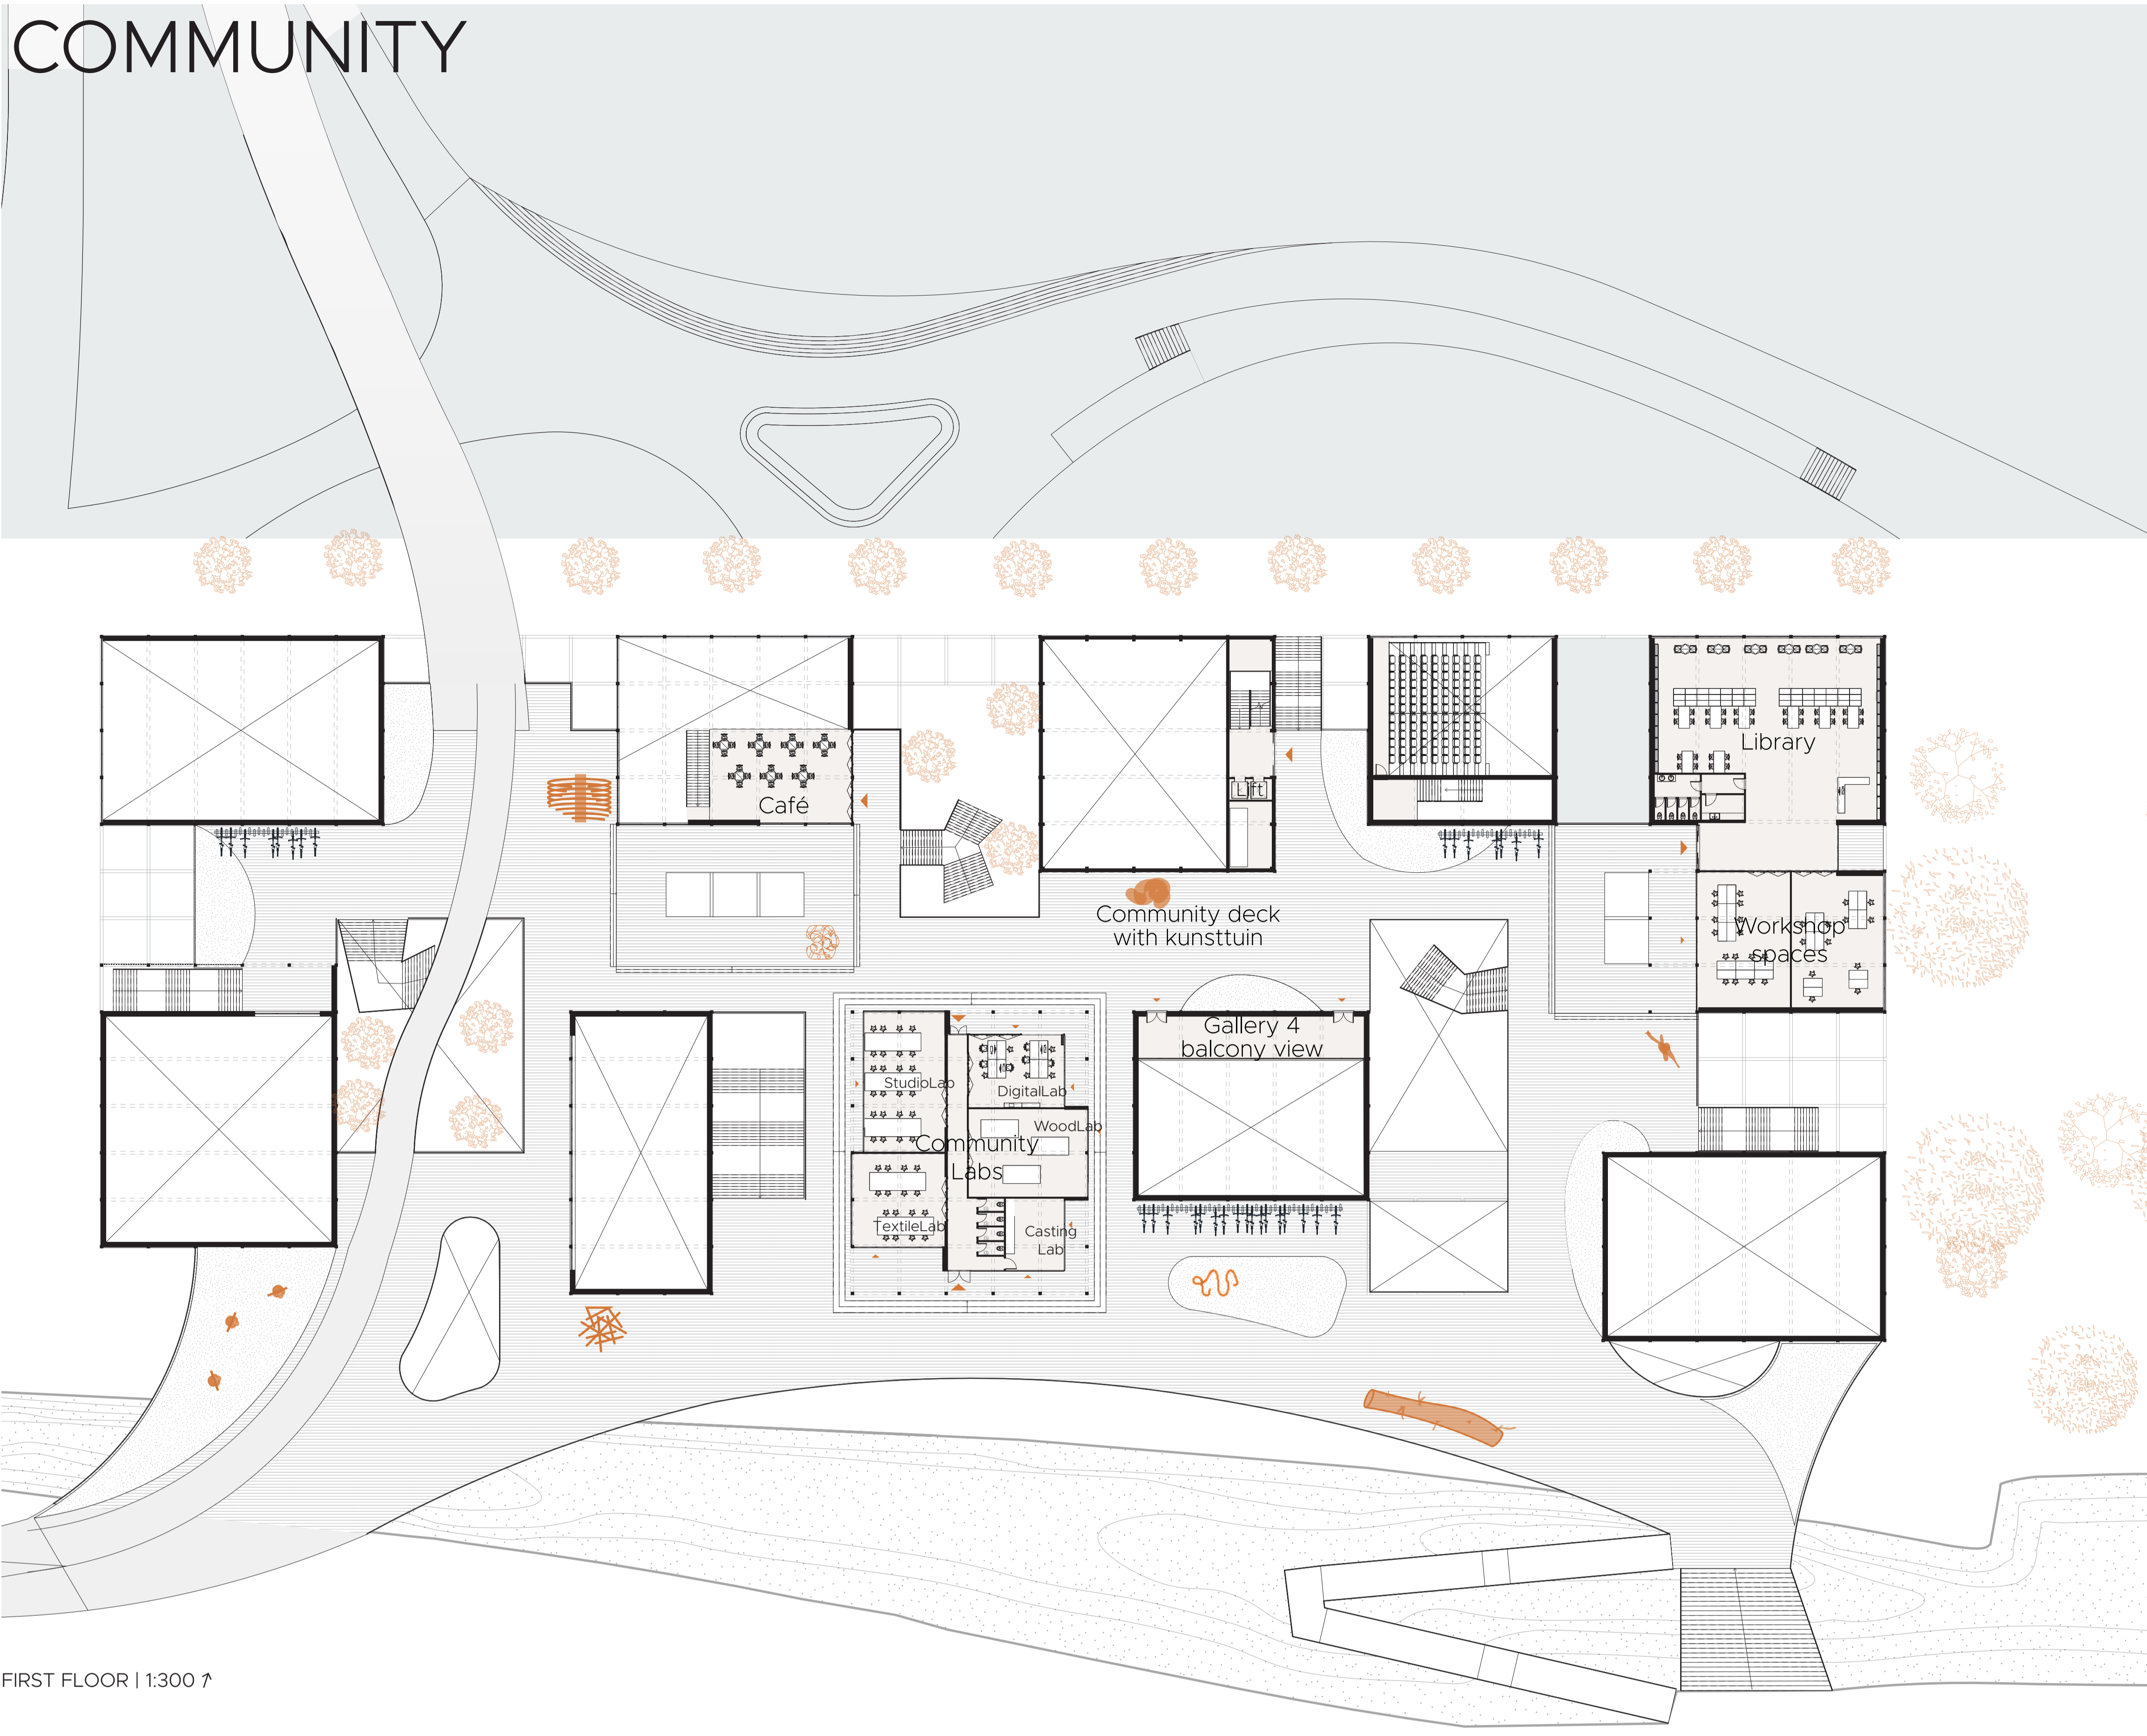 COMMUNITY
Café
Lift
Library
Community deck
with kunsttuin
Workshop
spaces
Gallery 4
balcony view
StudioLab
DigitalLab
WoodLab
Community
Labs
TextileLab
Casting
Lab
FIRST FLOOR | 1:300